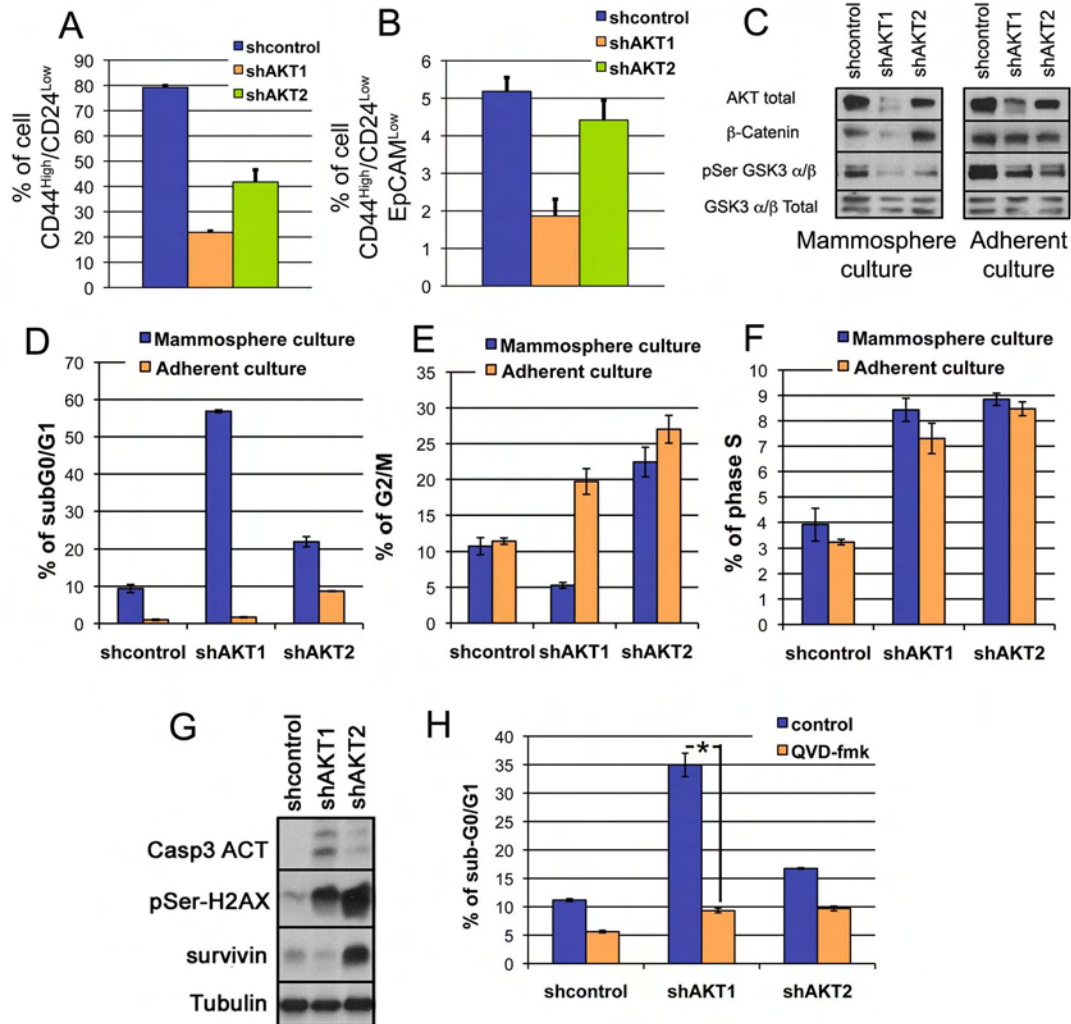 A
shcontrol
shAKT1
shAKT2
% of cell
CD44High/CD24Low
90
80
70
60
50
40
30
20
10
0
B
shcontrol
shAKT1
shAKT2
% of cell
CD44High/CD24Low
EpCAMLow
6
5
4
3
2
1
0
C
shcontrol
shAKT1
shAKT2
shcontrol
shAKT1
shAKT2
AKT total
β-Catenin
pSer GSK3 α/β
GSK3 α/β Total
Mammosphere
culture
Adherent
culture
D
Mammosphere culture
Adherent culture
% of subG0/G1
70
60
50
40
30
20
10
0
shcontrol shAKT1 shAKT2
E
Mammosphere culture
Adherent culture
% of G2/M
35
30
25
20
15
10
5
0
shcontrol shAKT1 shAKT2
F
Mammosphere culture
Adherent culture
% of phase S
10
9
8
7
6
5
4
3
2
1
0
shcontrol shAKT1 shAKT2
G
shcontrol
shAKT1
shAKT2
Casp3 ACT
pSer-H2AX
survivin
Tubulin
H
control
QVD-fmk
% of sub-G0/G1
40
35
30
25
20
15
10
5
0
*
shcontrol shAKT1 shAKT2